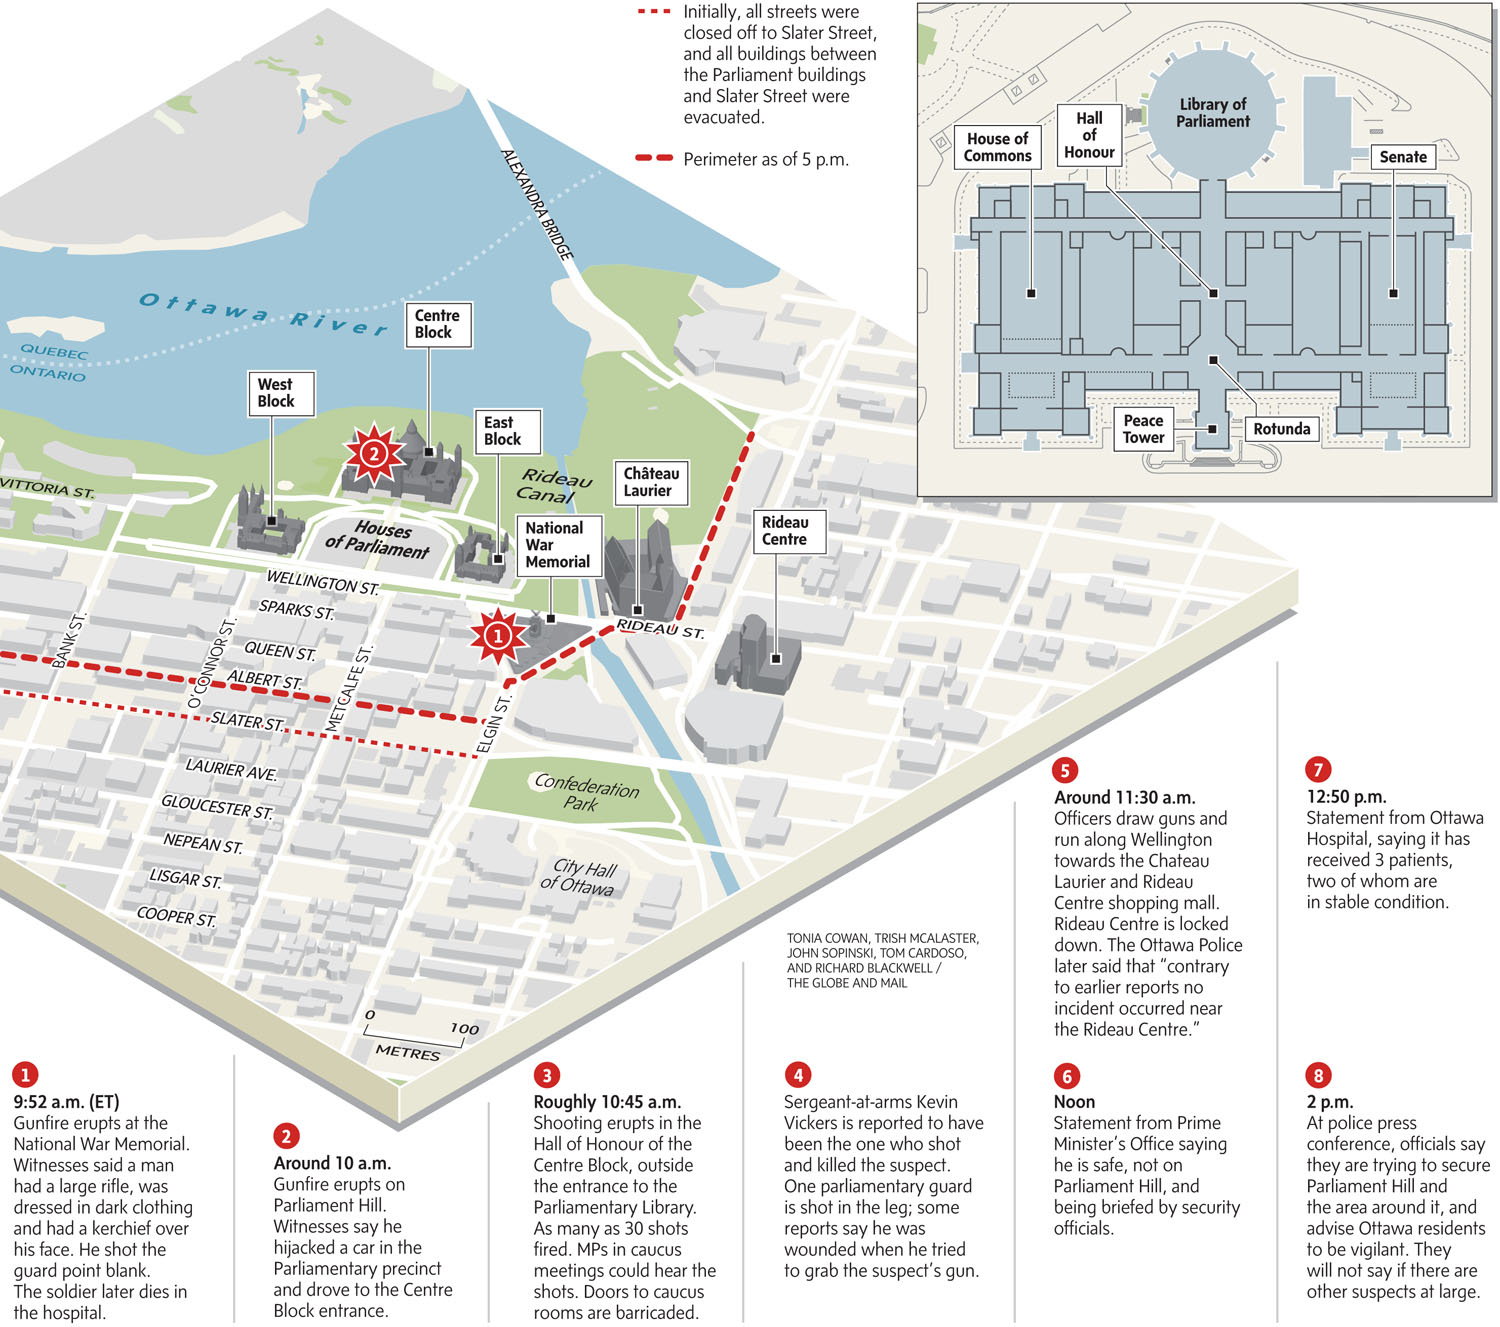 Initially, all streets were
closed off to Slater Street,
and all buildings between
the Parliament buildings
and Slater Street were
evacuated.
Perimeter as of 5 p.m.
Library of
Parliament
Hall
of
Honour
House of
Commons
Senate
Peace
Tower
Rotunda
ALEXANDRA BRIDGE
Ottawa River
QUEBEC
ONTARIO
Centre
Block
West
Block
East
Block
2
Rideau
Canal
Château
Laurier
National
War
Memorial
Rideau
Centre
VITTORIA ST.
Houses
of Parliament
WELLINGTON ST.
SPARKS ST.
1
RIDEAU ST.
BANK ST.
O'CONNOR ST.
QUEEN ST.
METCALFE ST.
ALBERT ST.
SLATER ST.
ELGIN ST.
LAURIER AVE.
GLOUCESTER ST.
NEPEAN ST.
LISGAR ST.
COOPER ST.
Confederation
Park
City Hall
of Ottawa
0 100
METRES
TONIA COWAN, TRISH MCALASTER,
JOHN SOPINSKI, TOM CARDOSO,
AND RICHARD BLACKWELL /
THE GLOBE AND MAIL
1
9:52 a.m. (ET)
Gunfire erupts at the
National War Memorial.
Witnesses said a man
had a large rifle, was
dressed in dark clothing
and had a kerchief over
his face. He shot the
guard point blank.
The soldier later dies in
the hospital.
2
Around 10 a.m.
Gunfire erupts on
Parliament Hill.
Witnesses say he
hijacked a car in the
Parliamentary precinct
and drove to the Centre
Block entrance.
3
Roughly 10:45 a.m.
Shooting erupts in the
Hall of Honour of the
Centre Block, outside
the entrance to the
Parliamentary Library.
As many as 30 shots
fired. MPs in caucus
meetings could hear the
shots. Doors to caucus
rooms are barricaded.
4
Sergeant-at-arms Kevin
Vickers is reported to have
been the one who shot
and killed the suspect.
One parliamentary guard
is shot in the leg; some
reports say he was
wounded when he tried
to grab the suspect's gun.
5
Around 11:30 a.m.
Officers draw guns and
run along Wellington
towards the Chateau
Laurier and Rideau
Centre shopping mall.
Rideau Centre is locked
down. The Ottawa Police
later said that “contrary
to earlier reports no
incident occurred near
the Rideau Centre.”
6
Noon
Statement from Prime
Minister's Office saying
he is safe, not on
Parliament Hill, and
being briefed by security
officials.
7
12:50 p.m.
Statement from Ottawa
Hospital, saying it has
received 3 patients,
two of whom are
in stable condition.
8
2 p.m.
At police press
conference, officials say
they are trying to secure
Parliament Hill and
the area around it, and
advise Ottawa residents
to be vigilant. They
will not say if there are
other suspects at large.